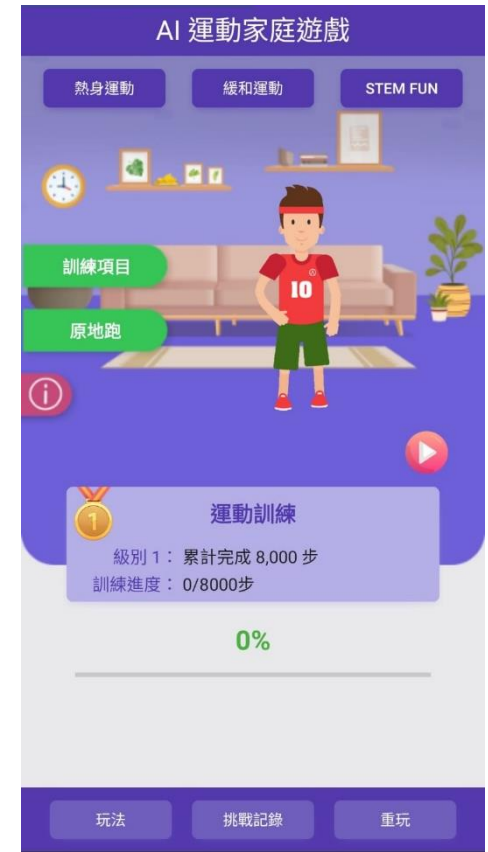 AI 運動家庭遊戲
熱身運動
緩和運動
STEM FUN
訓練項目
10
原地跑
1
運動訓練
級別 1： 累計完成 8,000 步
訓練進度： 0/8000步
0%
玩法
挑戰記錄
重玩